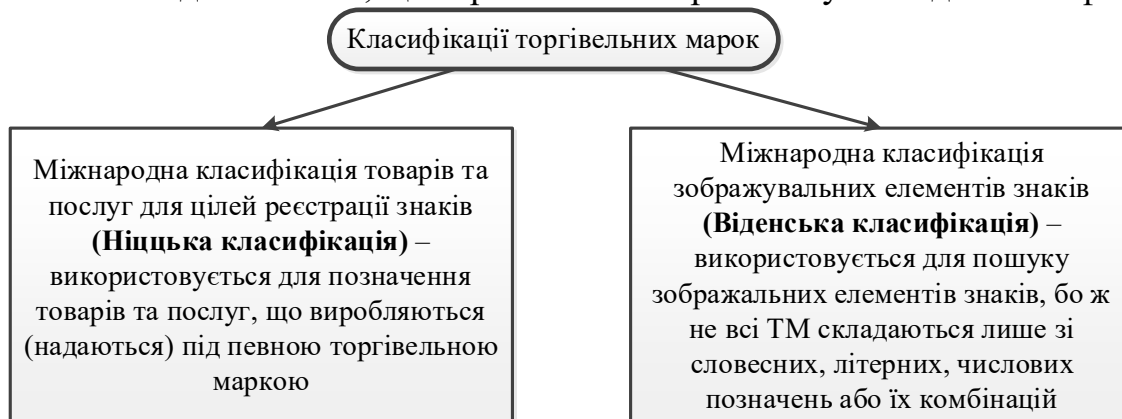 Класифікації торгівельних марок
Міжнародна класифікація товарів та
послуг для цілей реєстрації знаків
(Ніццька класифікація) –
використовується для позначення
товарів та послуг, що виробляються
(надаються) під певною торгівельною
маркою
Міжнародна класифікація
зображувальних елементів знаків
(Віденська класифікація) –
використовується для пошуку
зображальних елементів знаків, бо ж
не всі ТМ складаються лише зі
словесних, літерних, числових
позначень або їх комбінацій